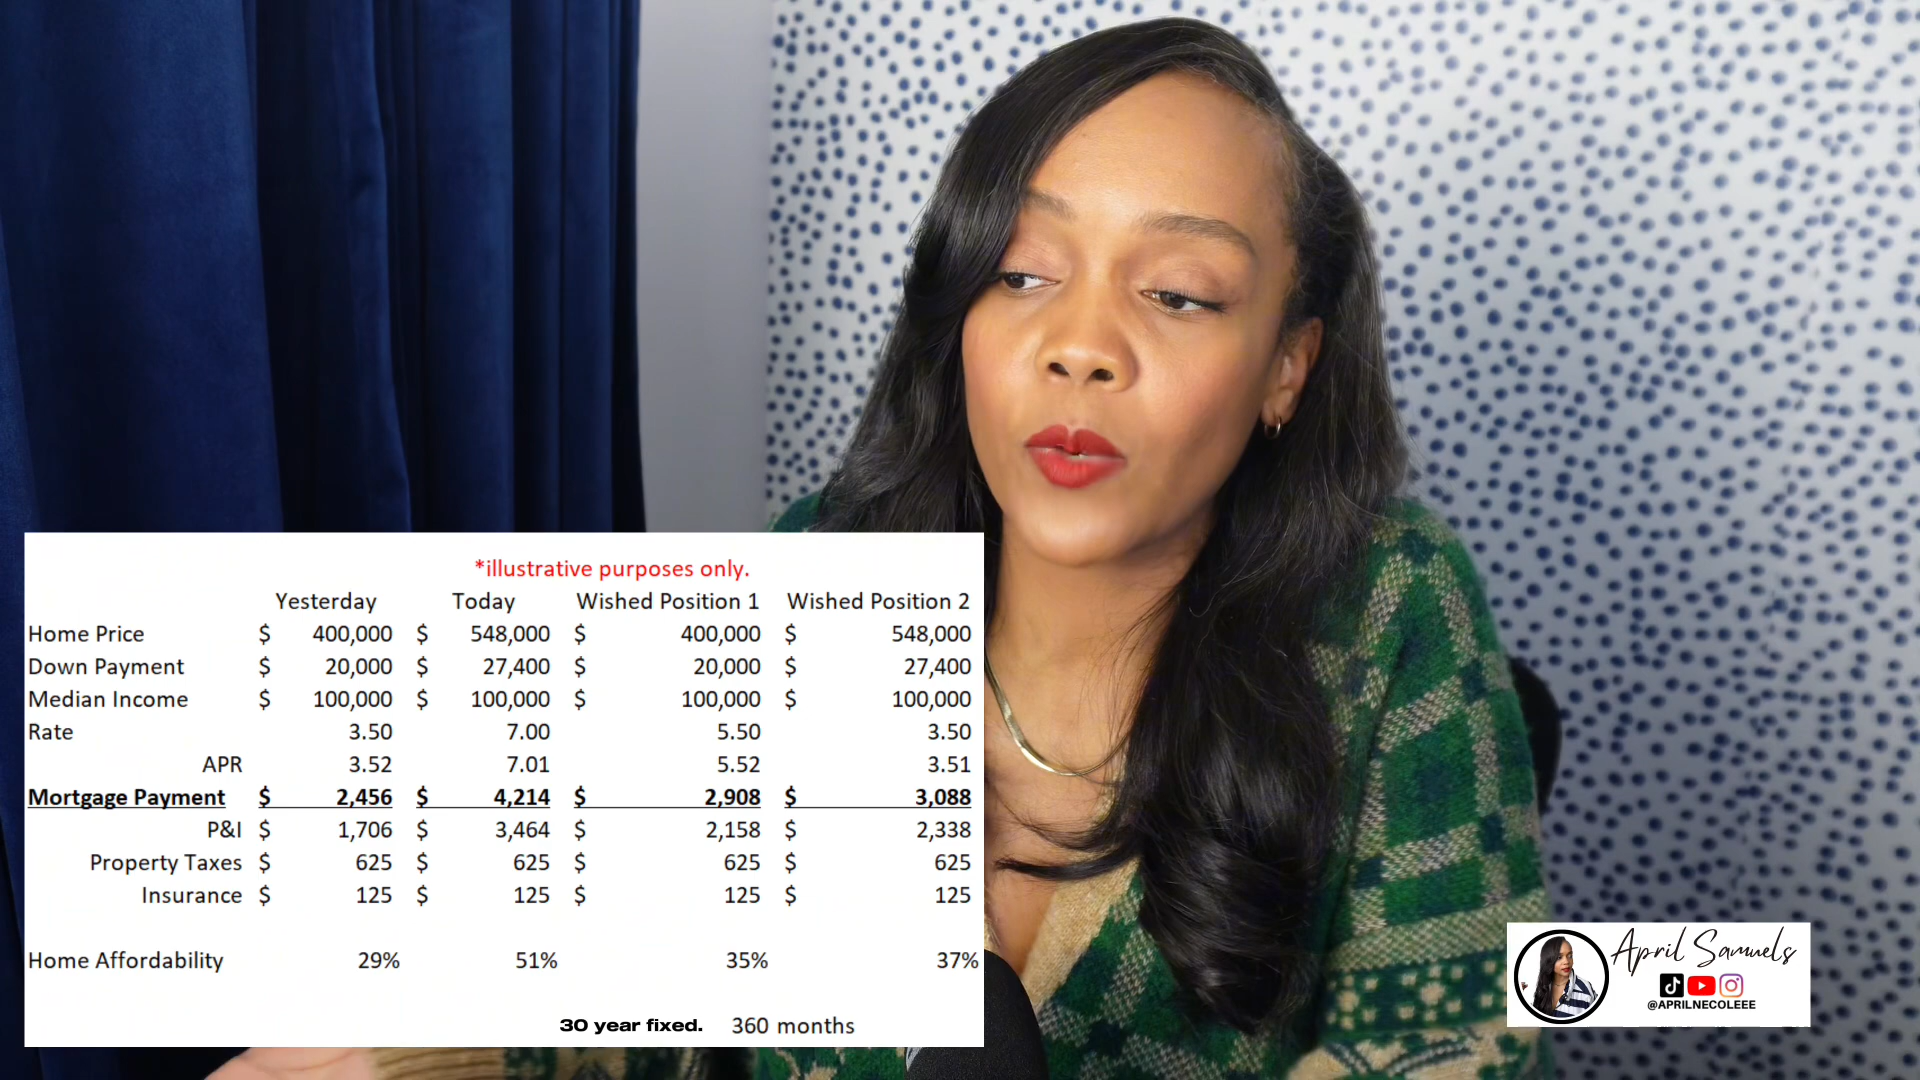 *illustrative purposes only.
Yesterday Today Wished Position 1 Wished Position 2
Home Price $ 400,000 $ 548,000 $ 400,000 $ 548,000
Down Payment $ 20,000 $ 27,400 $ 20,000 $ 27,400
Median Income $ 100,000 $ 100,000 $ 100,000 $ 100,000
Rate 3.50 7.00 5.50 3.50
APR 3.52 7.01 5.52 3.51
Mortgage Payment $ 2,456 $ 4,214 $ 2,908 $ 3,088
P&I $ 1,706 $ 3,464 $ 2,158 $ 2,338
Property Taxes $ 625 $ 625 $ 625 $ 625
Insurance $ 125 $ 125 $ 125 $ 125
Home Affordability 29% 51% 35% 37%
30 year fixed. 360 months
April Samuels
@APRILNECOLEEE